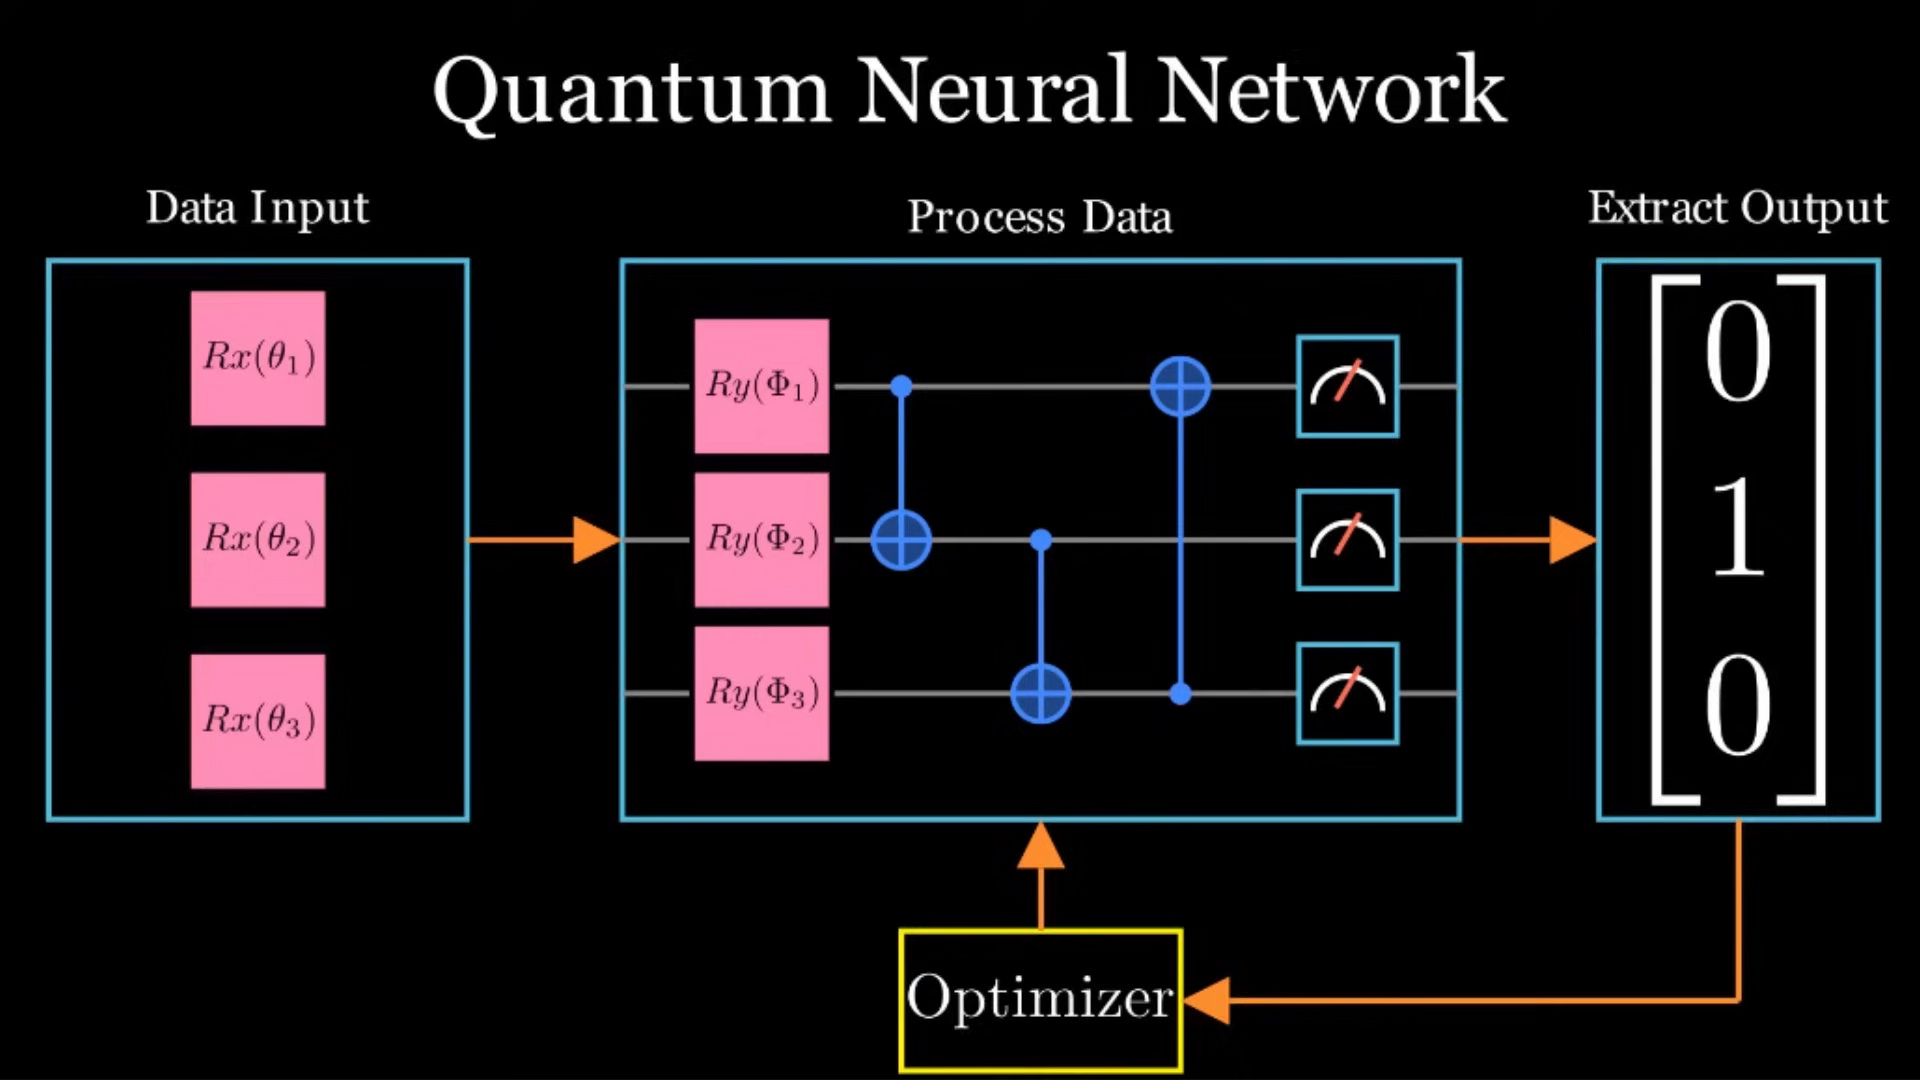 Quantum Neural Network
Data Input
Process Data
Extract Output
Rx(θ₁)
Rx(θ₂)
Rx(θ₃)
Ry(Φ₁)
Ry(Φ₂)
Ry(Φ₃)
0
1
0
Optimizer